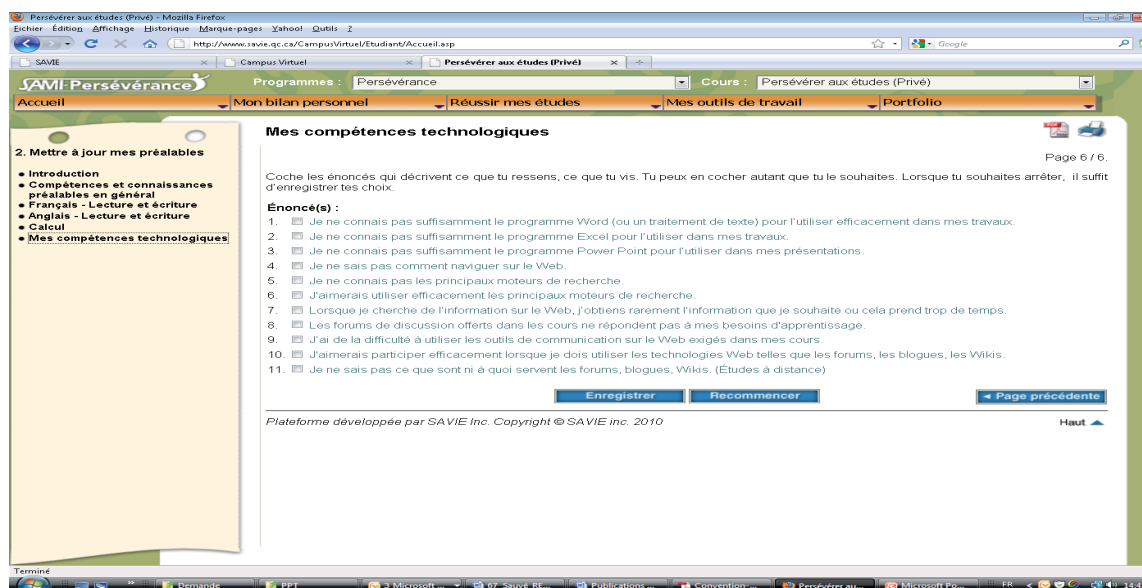 Persévérer aux études (Privé) - Mozilla Firefox
Fichier Édition Affichage Historique Marque-pages Yahoo! Outils ?
http://www.savie.qc.ca/CampusVirtuel/Etudiant/Accueil.asp Google
SAVIE Campus Virtuel Persévérer aux études (Privé)
SAMI-Persévérance Programmes : Persévérance Cours : Persévérer aux études (Privé)
Accueil Mon bilan personnel Réussir mes études Mes outils de travail Portfolio
2. Mettre à jour mes préalables
• Introduction
• Compétences et connaissances
préalables en général
• Français - Lecture et écriture
• Anglais - Lecture et écriture
• Calcul
• Mes compétences technologiques
Mes compétences technologiques
Page 6 / 6.
Coche les énoncés qui décrivent ce que tu ressens, ce que tu vis. Tu peux en cocher autant que tu le souhaites. Lorsque tu souhaites arrêter, il suffit
d'enregistrer tes choix.
Énoncé(s) :
1. Je ne connais pas suffisamment le programme Word (ou un traitement de texte) pour l'utiliser efficacement dans mes travaux.
2. Je ne connais pas suffisamment le programme Excel pour l'utiliser dans mes travaux.
3. Je ne connais pas suffisamment le programme Power Point pour l'utiliser dans mes présentations.
4. Je ne sais pas comment naviguer sur le Web.
5. Je ne connais pas les principaux moteurs de recherche.
6. J'aimerais utiliser efficacement les principaux moteurs de recherche.
7. Lorsque je cherche de l'information sur le Web, j'obtiens rarement l'information que je souhaite ou cela prend trop de temps.
8. Les forums de discussion offerts dans les cours ne répondent pas à mes besoins d'apprentissage.
9. J'ai de la difficulté à utiliser les outils de communication sur le Web exigés dans mes cours.
10. J'aimerais participer efficacement lorsque je dois utiliser les technologies Web telles que les forums, les blogues, les Wikis.
11. Je ne sais pas ce que sont ni à quoi servent les forums, blogues, Wikis. (Études à distance)
Enregistrer Recommencer ◄ Page précédente
Plateforme développée par SAVIE Inc. Copyright © SAVIE inc. 2010 Haut
Terminé
Demande PPT 3 Microsoft ... 67 Sauvé RE... Publications ... Convention-... Persévérer au... Microsoft Po... FR